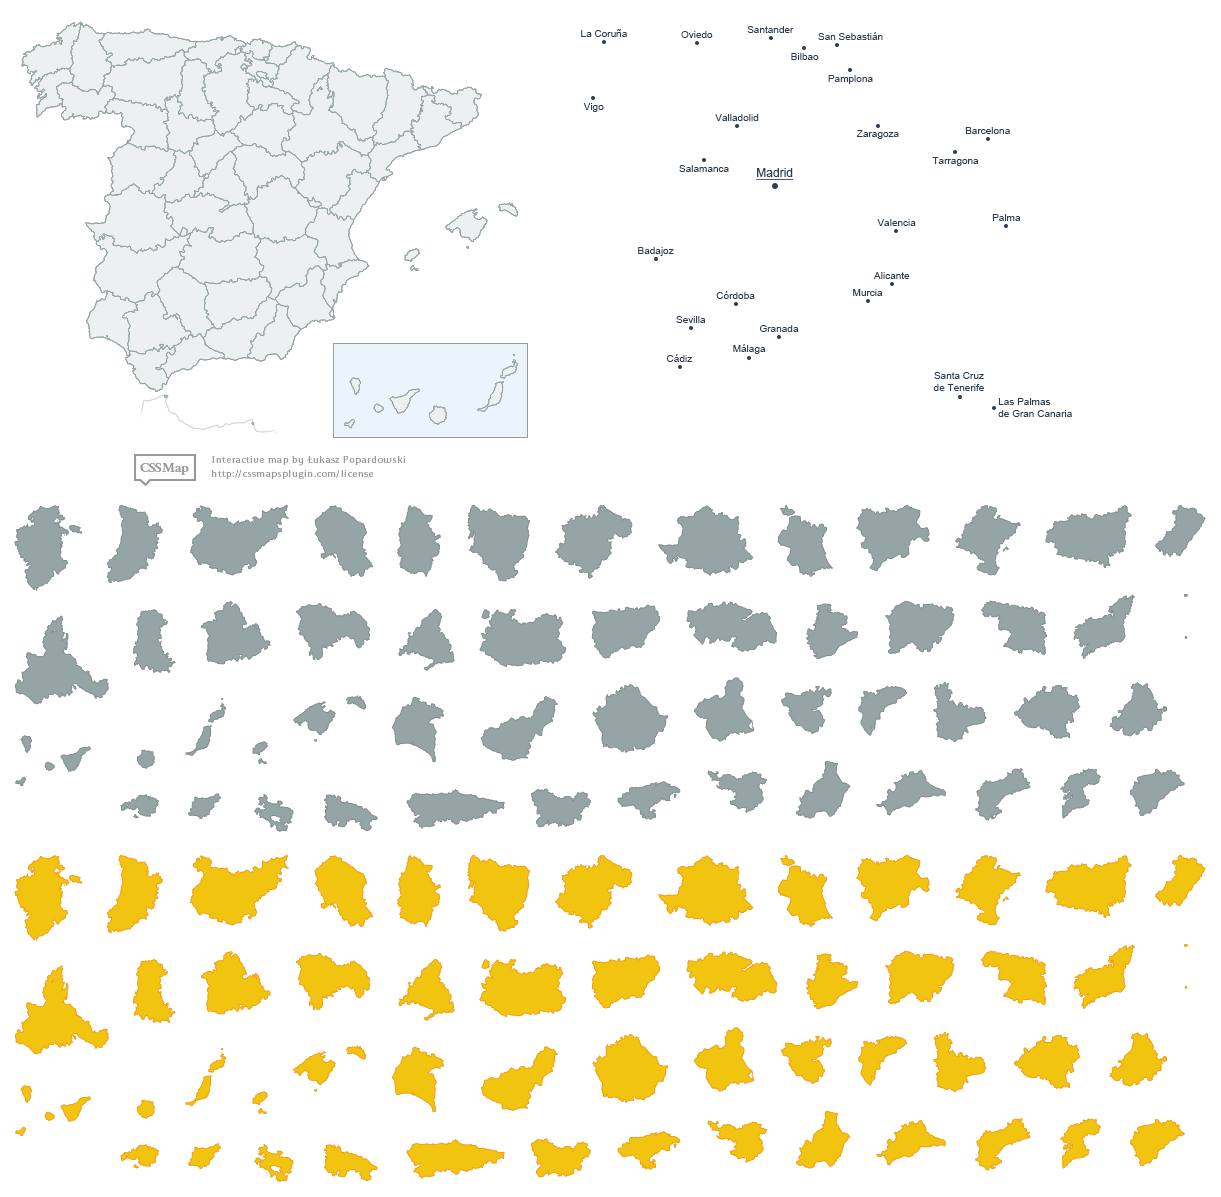 La Coruña
Oviedo
Santander
San Sebastián
Bilbao
Pamplona
Vigo
Valladolid
Zaragoza
Barcelona
Tarragona
Salamanca
Madrid
Valencia
Palma
Badajoz
Alicante
Murcia
Córdoba
Sevilla
Granada
Málaga
Cádiz
Santa Cruz
de Tenerife
Las Palmas
de Gran Canaria
CSSMap
Interactive map by Łukasz Popardowski
http://cssmapsplugin.com/license